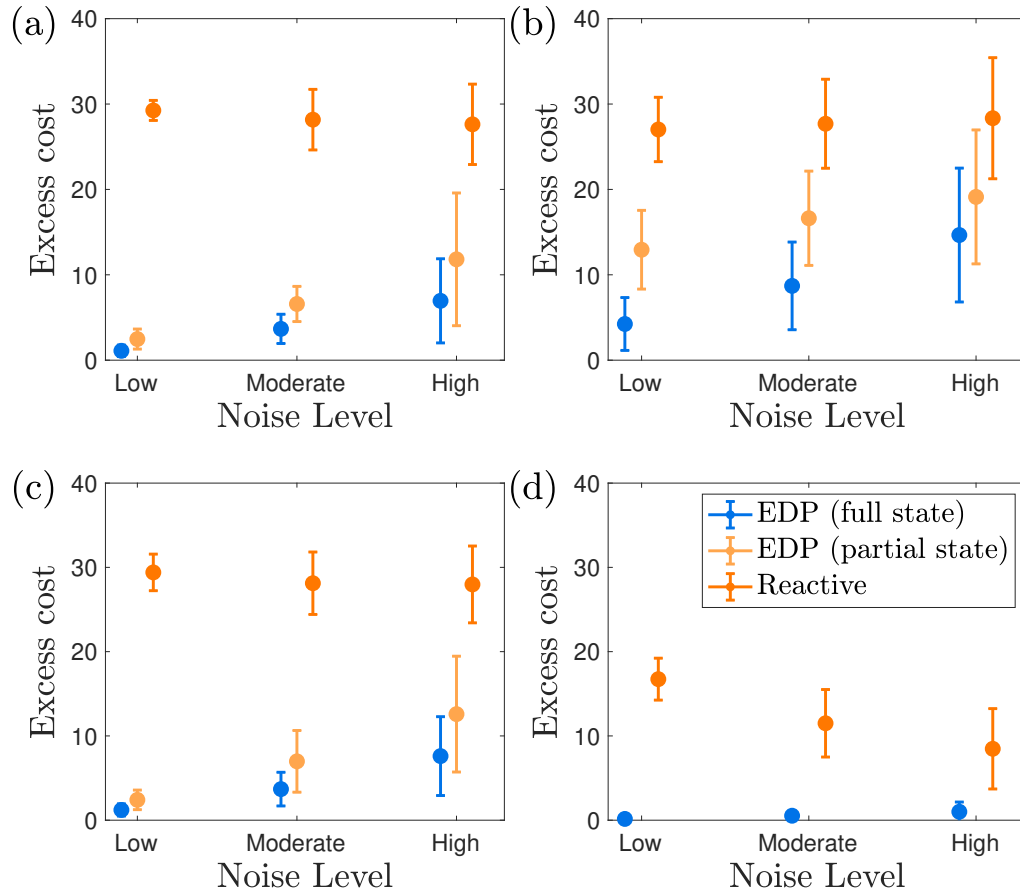 (a)
40
30
20
10
0
Excess cost
Low
Moderate
High
Noise Level
(b)
40
30
20
10
0
Excess cost
Low
Moderate
High
Noise Level
(c)
40
30
20
10
0
Excess cost
Low
Moderate
High
Noise Level
(d)
40
30
20
10
0
Excess cost
EDP (full state)
EDP (partial state)
Reactive
Low
Moderate
High
Noise Level